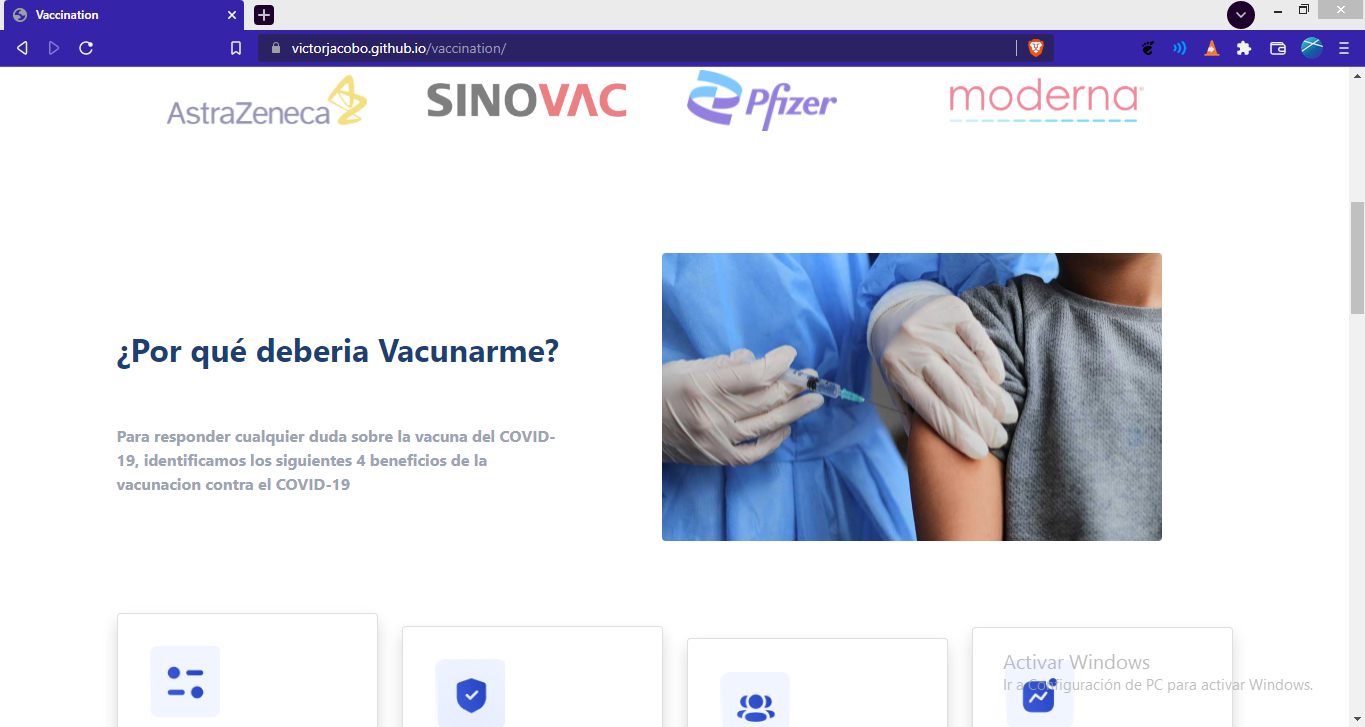 Vaccination
victorjacobo.github.io/vaccination/
AstraZeneca SINOVAC Pfizer moderna
¿Por qué deberia Vacunarme?
Para responder cualquier duda sobre la vacuna del COVID-
19, identificamos los siguientes 4 beneficios de la
vacunacion contra el COVID-19
Activar Windows
Ir a Configuración de PC para activar Windows.